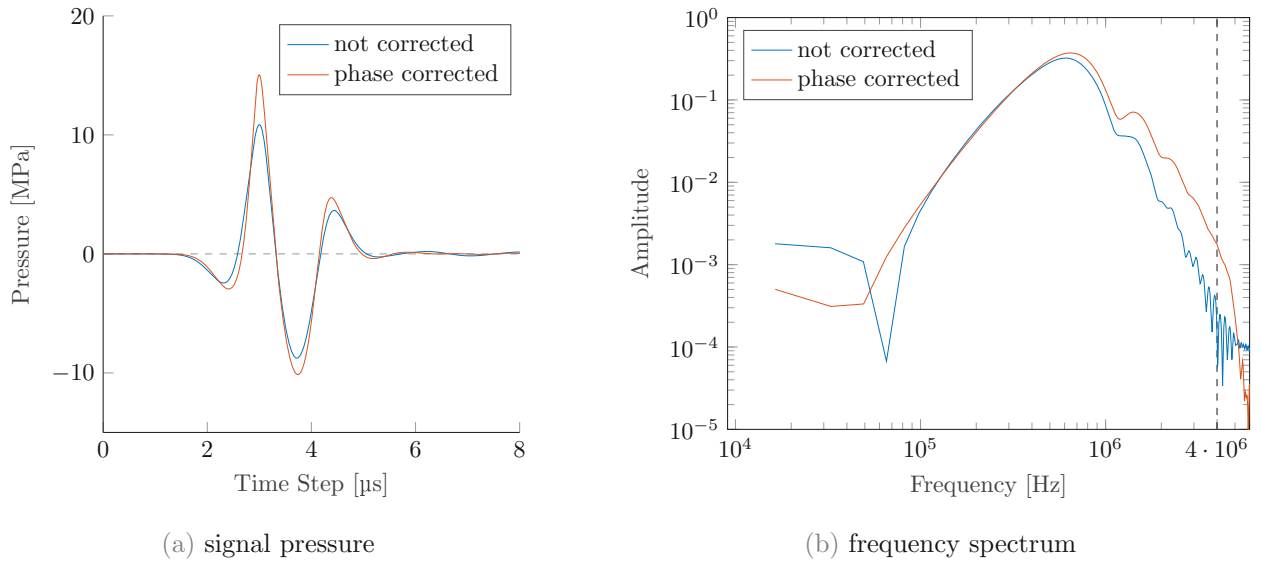 20
10
0
−10
0
2
4
6
8
Pressure [MPa]
Time Step [µs]
not corrected
phase corrected
(a) signal pressure
10⁰
10⁻¹
10⁻²
10⁻³
10⁻⁴
10⁻⁵
10⁴
10⁵
10⁶
4 · 10⁶
Amplitude
Frequency [Hz]
not corrected
phase corrected
(b) frequency spectrum